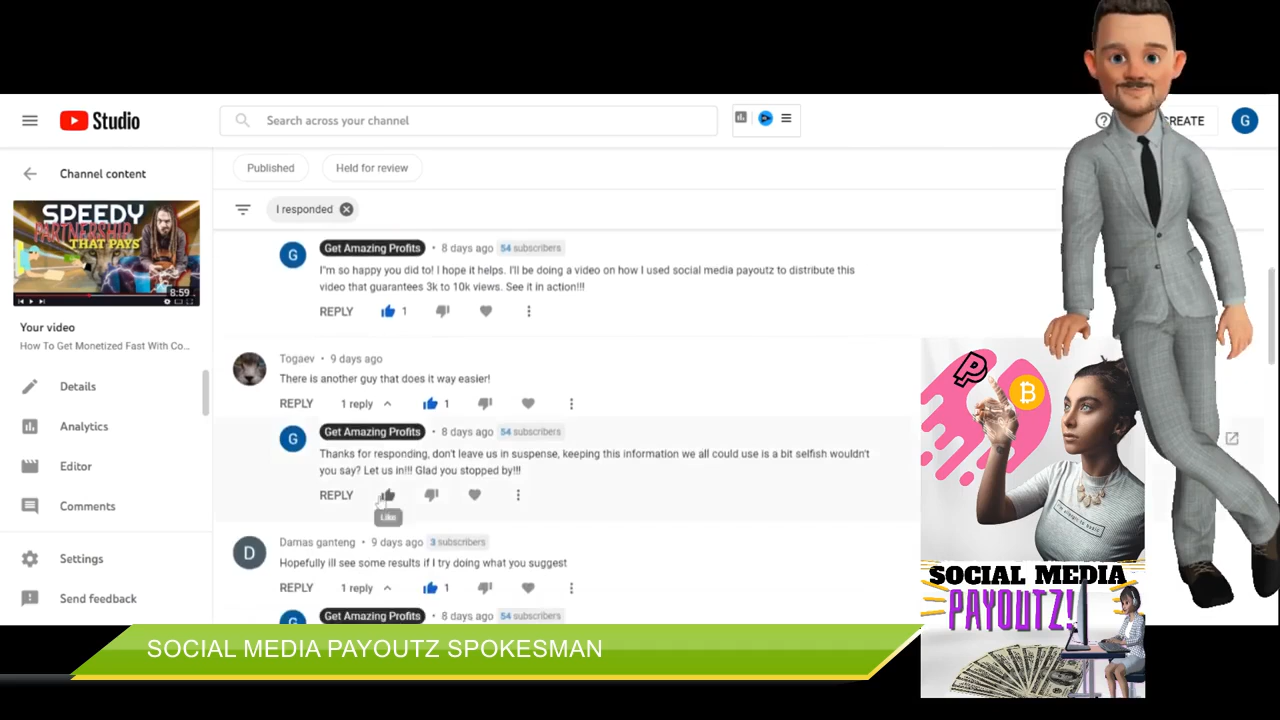 Studio
Search across your channel
CREATE
G
Channel content
Published
Held for review
SPEEDY
PARTNERSHIP
THAT PAYS
8:59
I responded
Your video
How To Get Monetized Fast With Co...
Details
Analytics
Editor
Comments
Settings
Send feedback
G
Get Amazing Profits • 8 days ago 54 subscribers
I"m so happy you did to! I hope it helps. I'll be doing a video on how I used social media payoutz to distribute this
video that guarantees 3k to 10k views. See it in action!!!
REPLY 1
Togaev • 9 days ago
There is another guy that does it way easier!
REPLY 1 reply 1
G
Get Amazing Profits • 8 days ago 54 subscribers
Thanks for responding, don't leave us in suspense, keeping this information we all could use is a bit selfish wouldn't
you say? Let us in!!! Glad you stopped by!!!
REPLY
Like
D
Damas ganteng • 9 days ago 3 subscribers
Hopefully ill see some results if I try doing what you suggest
REPLY 1 reply 1
G
Get Amazing Profits • 8 days ago 54 subscribers
SOCIAL MEDIA
PAYOUTZ!
SOCIAL MEDIA PAYOUTZ SPOKESMAN